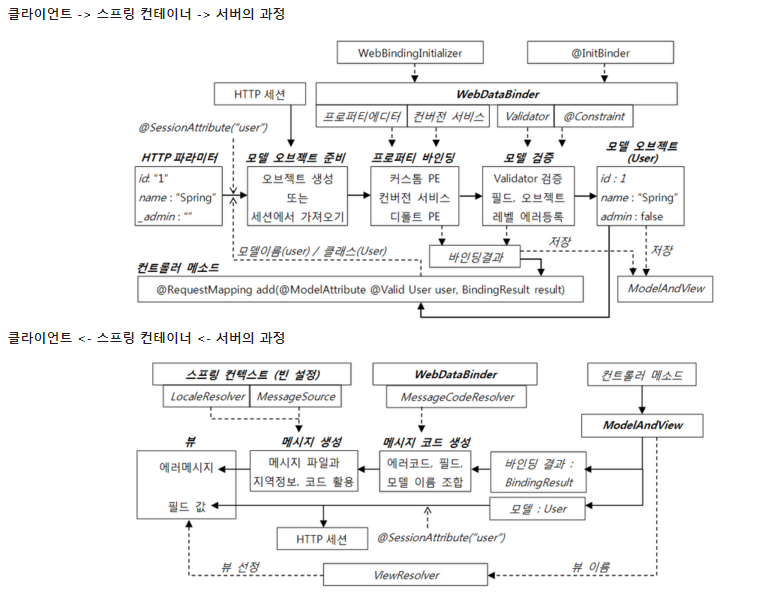 클라이언트 -> 스프링 컨테이너 -> 서버의 과정
WebBindingInitializer
@InitBinder
HTTP 세션
WebDataBinder
프로퍼티에디터
컨버전 서비스
Validator
@Constraint
@SessionAttribute("user")
HTTP 파라미터
모델 오브젝트 준비
프로퍼티 바인딩
모델 검증
모델 오브젝트
(User)
id: "1"
name : "Spring"
_admin : ""
오브젝트 생성
또는
세션에서 가져오기
커스톰 PE
컨버전 서비스
디폴트 PE
Validator 검증
필드, 오브젝트
레벨 에러등록
id : 1
name : "Spring"
admin : false
모델이름(user) / 클래스(User)
바인딩결과
저장
저장
컨트롤러 메소드
@RequestMapping add(@ModelAttribute @Valid User user, BindingResult result)
ModelAndView
클라이언트 <- 스프링 컨테이너 <- 서버의 과정
스프링 컨텍스트 (빈 설정)
LocaleResolver
MessageSource
WebDataBinder
MessageCodeResolver
컨트롤러 메소드
ModelAndView
뷰
메시지 생성
메시지 코드 생성
에러메시지
필드 값
메시지 파일과
지역정보, 코드 활용
에러코드, 필드,
모델 이름 조합
바인딩 결과 :
BindingResult
모델 : User
HTTP 세션
@SessionAttribute("user")
뷰 선정
ViewResolver
뷰 이름